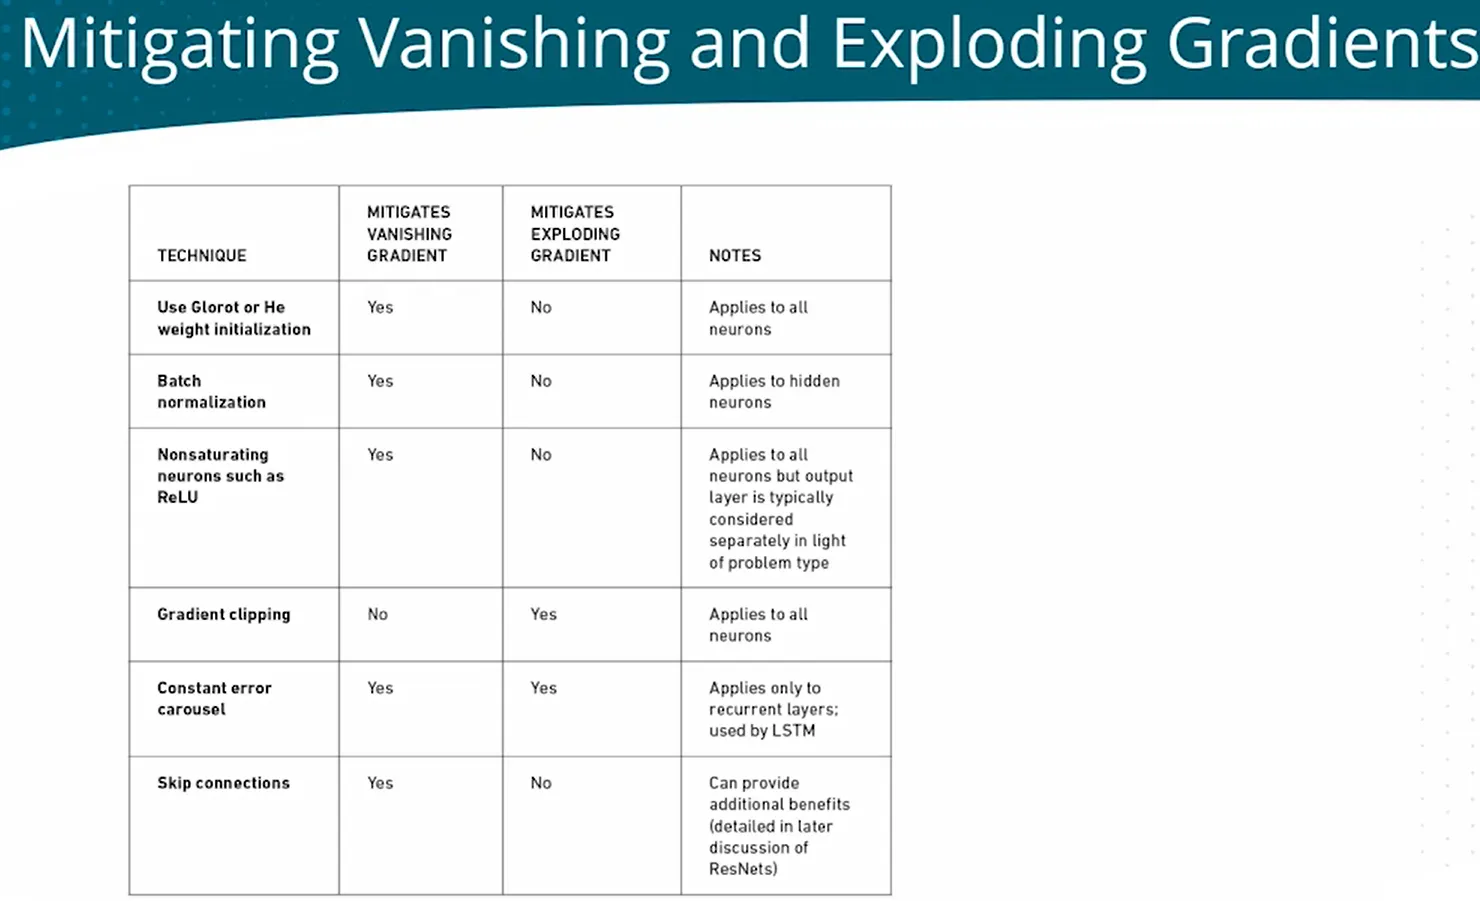 Mitigating Vanishing and Exploding Gradients
TECHNIQUE
MITIGATES
VANISHING
GRADIENT
MITIGATES
EXPLODING
GRADIENT
NOTES
Use Glorot or He
weight initialization
Yes
No
Applies to all
neurons
Batch
normalization
Yes
No
Applies to hidden
neurons
Nonsaturating
neurons such as
ReLU
Yes
No
Applies to all
neurons but output
layer is typically
considered
separately in light
of problem type
Gradient clipping
No
Yes
Applies to all
neurons
Constant error
carousel
Yes
Yes
Applies only to
recurrent layers;
used by LSTM
Skip connections
Yes
No
Can provide
additional benefits
(detailed in later
discussion of
ResNets)